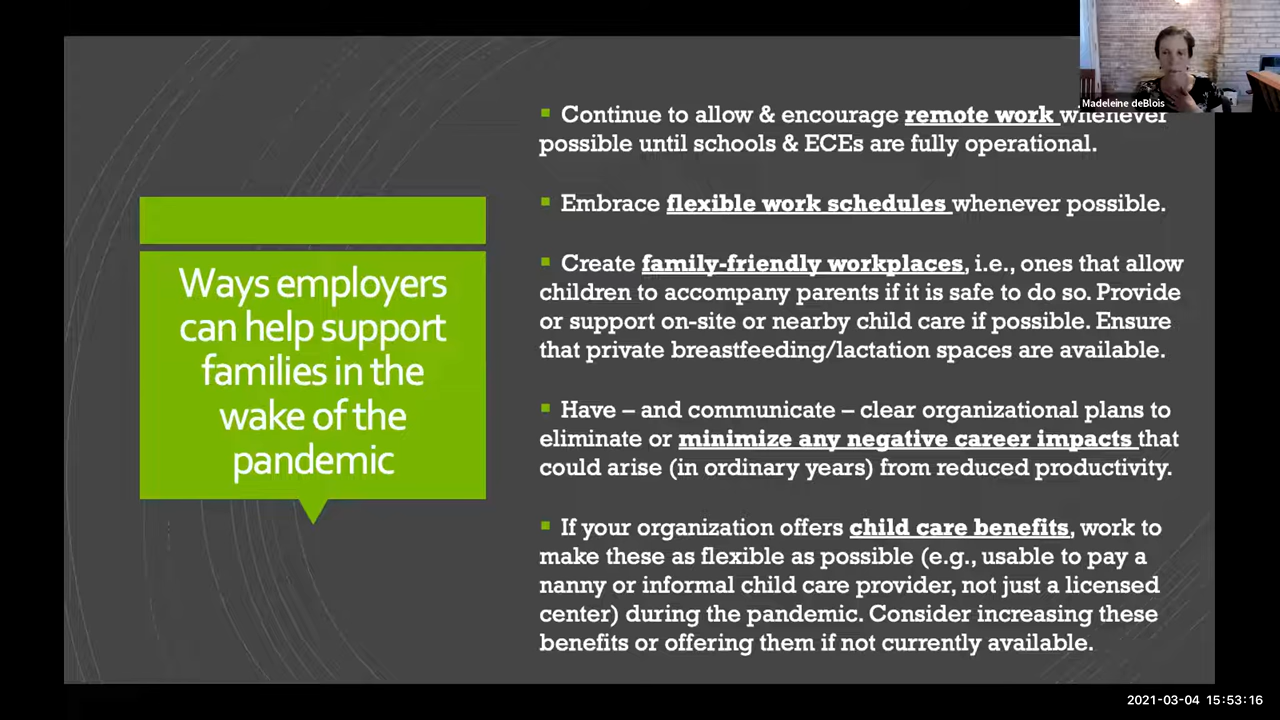 Madeleine deBlois
▪ Continue to allow & encourage remote work whenever
possible until schools & ECEs are fully operational.
▪ Embrace flexible work schedules whenever possible.
▪ Create family-friendly workplaces, i.e., ones that allow
children to accompany parents if it is safe to do so. Provide
or support on-site or nearby child care if possible. Ensure
that private breastfeeding/lactation spaces are available.
▪ Have – and communicate – clear organizational plans to
eliminate or minimize any negative career impacts that
could arise (in ordinary years) from reduced productivity.
▪ If your organization offers child care benefits, work to
make these as flexible as possible (e.g., usable to pay a
nanny or informal child care provider, not just a licensed
center) during the pandemic. Consider increasing these
benefits or offering them if not currently available.
Ways employers
can help support
families in the
wake of the
pandemic
2021-03-04 15:53:16